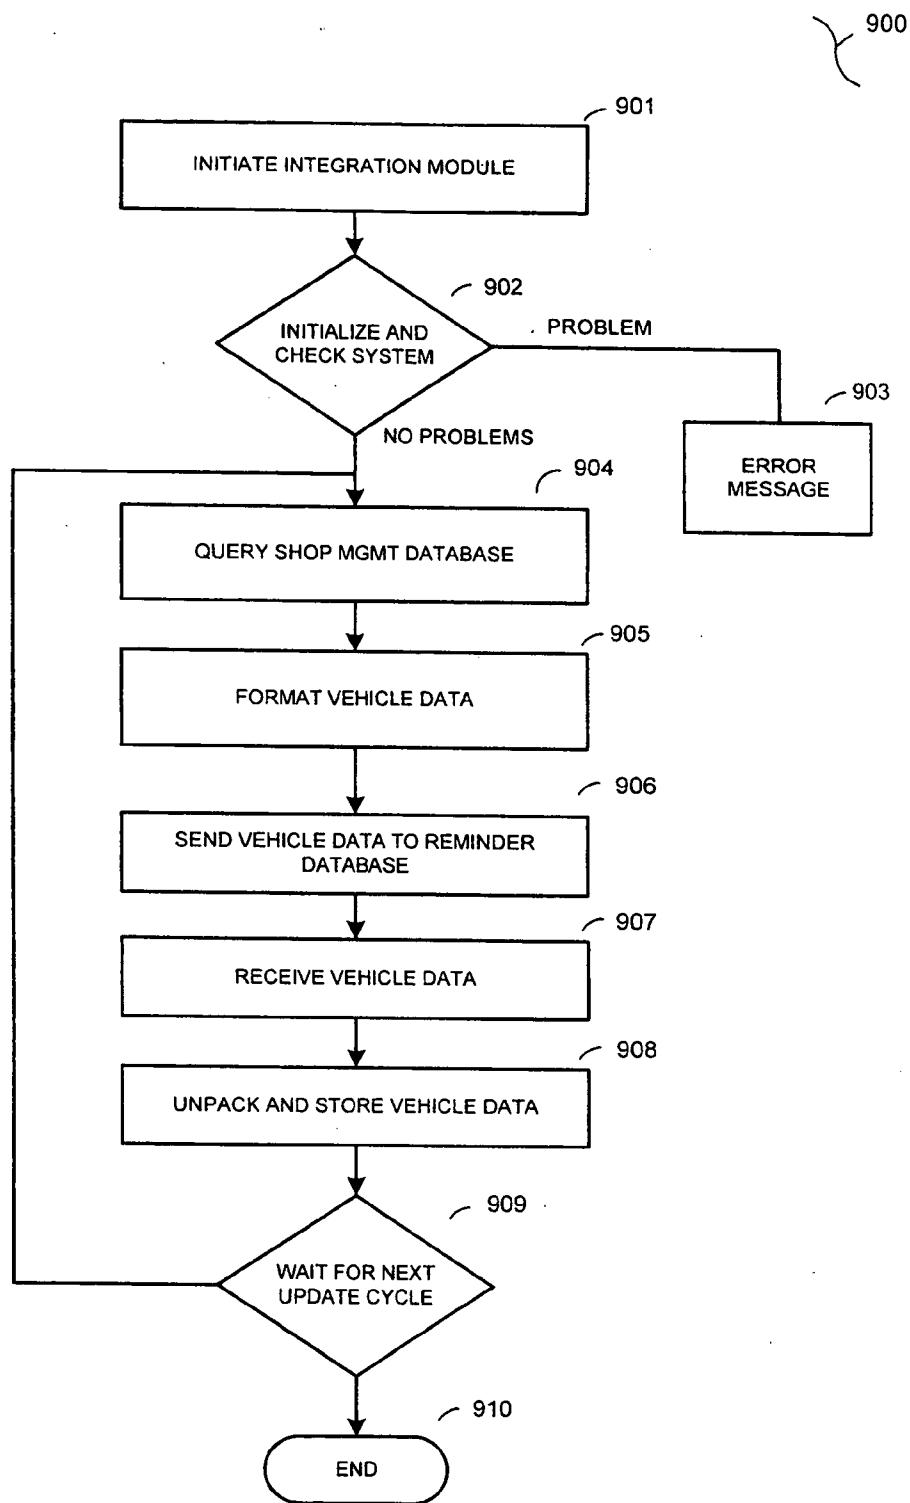 900
901
INITIATE INTEGRATION MODULE
902
INITIALIZE AND
CHECK SYSTEM
PROBLEM
903
ERROR
MESSAGE
NO PROBLEMS
904
QUERY SHOP MGMT DATABASE
905
FORMAT VEHICLE DATA
906
SEND VEHICLE DATA TO REMINDER
DATABASE
907
RECEIVE VEHICLE DATA
908
UNPACK AND STORE VEHICLE DATA
909
WAIT FOR NEXT
UPDATE CYCLE
910
END